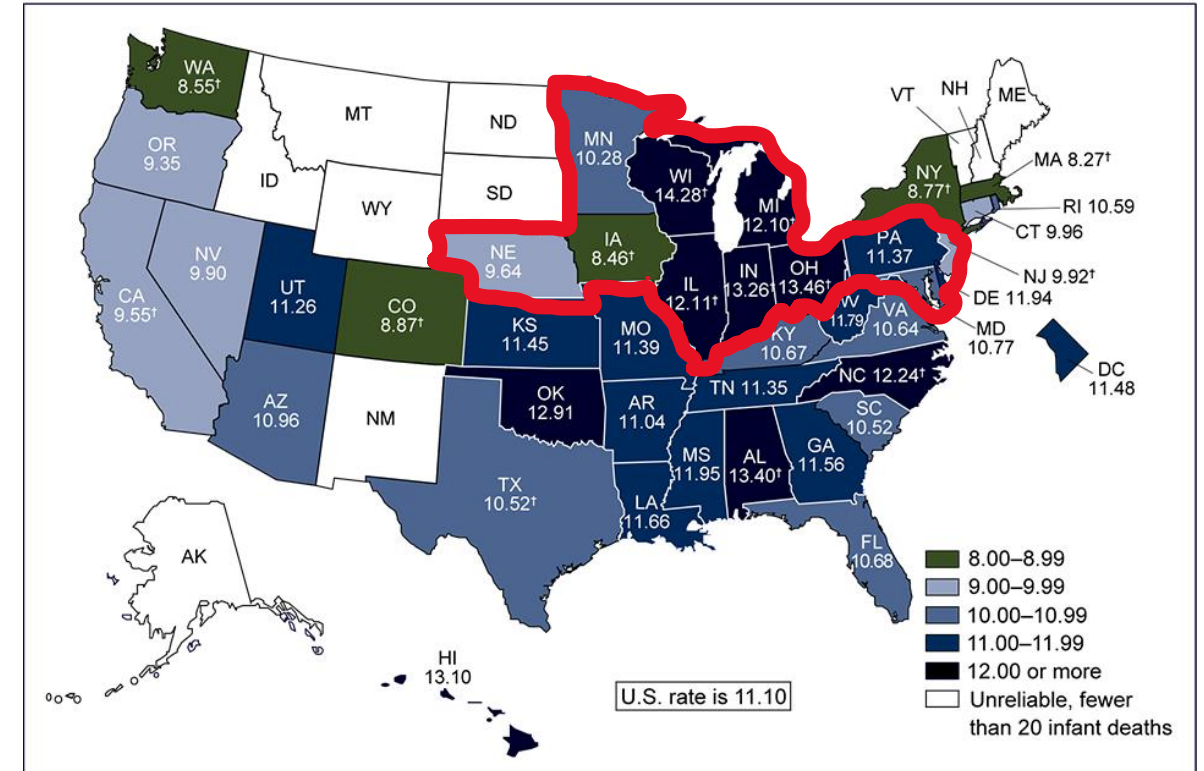 WA
8.55†
OR
9.35
CA
9.55†
NV
9.90
ID
MT
WY
UT
11.26
AZ
10.96
CO
8.87†
NM
ND
SD
NE
9.64
KS
11.45
OK
12.91
TX
10.52†
MN
10.28
IA
8.46†
MO
11.39
AR
11.04
LA
11.66
WI
14.28†
IL
12.11†
MI
12.10†
IN
13.26†
OH
13.46†
KY
10.67
TN 11.35
MS
11.95
AL
13.40†
GA
11.56
FL
10.68
SC
10.52
NC 12.24†
VA
10.64
W
11.79
PA
11.37
NY
8.77†
VT
NH
ME
MA 8.27†
RI 10.59
CT 9.96
NJ 9.92†
DE 11.94
MD
10.77
DC
11.48
AK
HI
13.10
U.S. rate is 11.10
8.00–8.99
9.00–9.99
10.00–10.99
11.00–11.99
12.00 or more
Unreliable, fewer
than 20 infant deaths